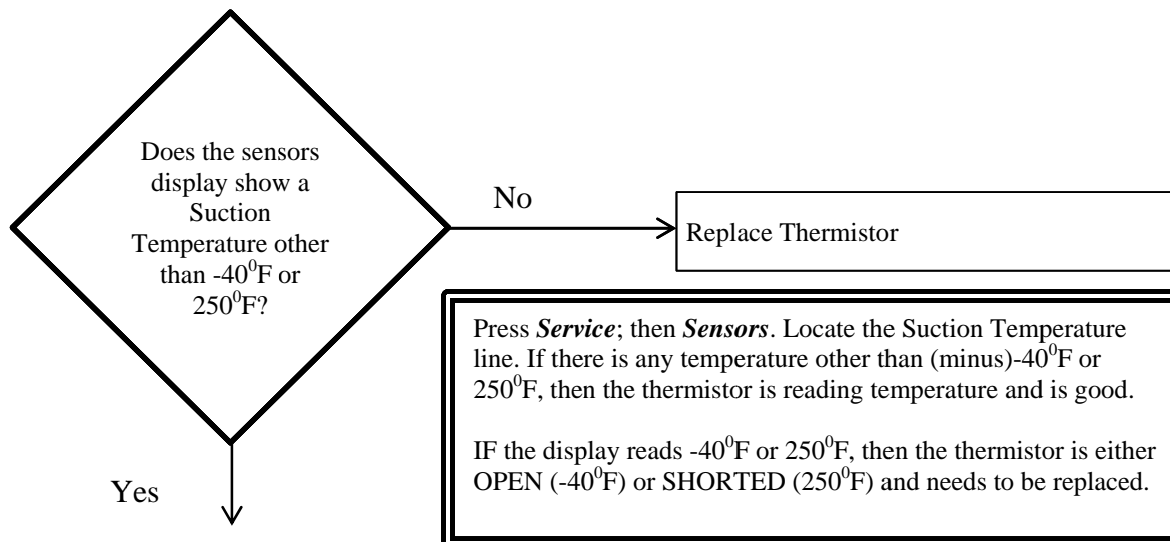 Does the sensors
display show a
Suction
Temperature other
than -40⁰F or
250⁰F?
No
Replace Thermistor
Press Service; then Sensors. Locate the Suction Temperature
line. If there is any temperature other than (minus)-40⁰F or
250⁰F, then the thermistor is reading temperature and is good.
IF the display reads -40⁰F or 250⁰F, then the thermistor is either
OPEN (-40⁰F) or SHORTED (250⁰F) and needs to be replaced.
Yes